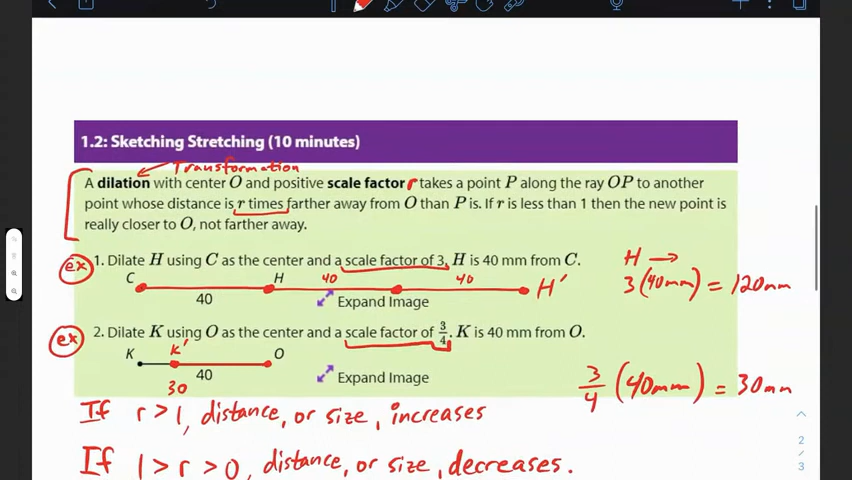 1.2: Sketching Stretching (10 minutes)
Transformation
A dilation with center O and positive scale factor r takes a point P along the ray OP to another
point whose distance is r times farther away from O than P is. If r is less than 1 then the new point is
really closer to O, not farther away.
ex 1. Dilate H using C as the center and a scale factor of 3. H is 40 mm from C.
H →
C H 40 40 H′
3(40mm) = 120mm
40
Expand Image
ex 2. Dilate K using O as the center and a scale factor of 3/4. K is 40 mm from O.
K K′ O
40
30
Expand Image
3/4 (40mm) = 30mm
If r > 1, distance, or size, increases
If 1 > r > 0, distance, or size, decreases.
2
/
3